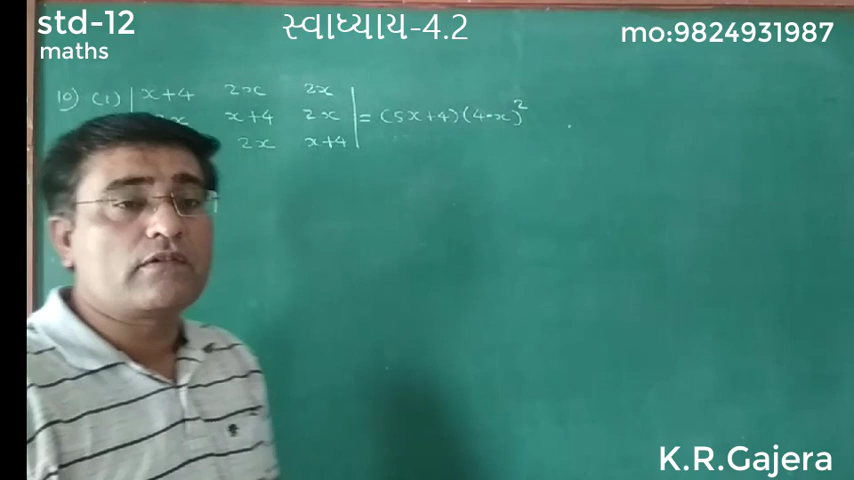 std-12
maths
સ્વાધ્યાય-4.2
mo:9824931987
10) (i) | x+4 2x 2x |
2x x+4 2x | = (5x+4)(4-x)²
2x x+4 |
K.R.Gajera